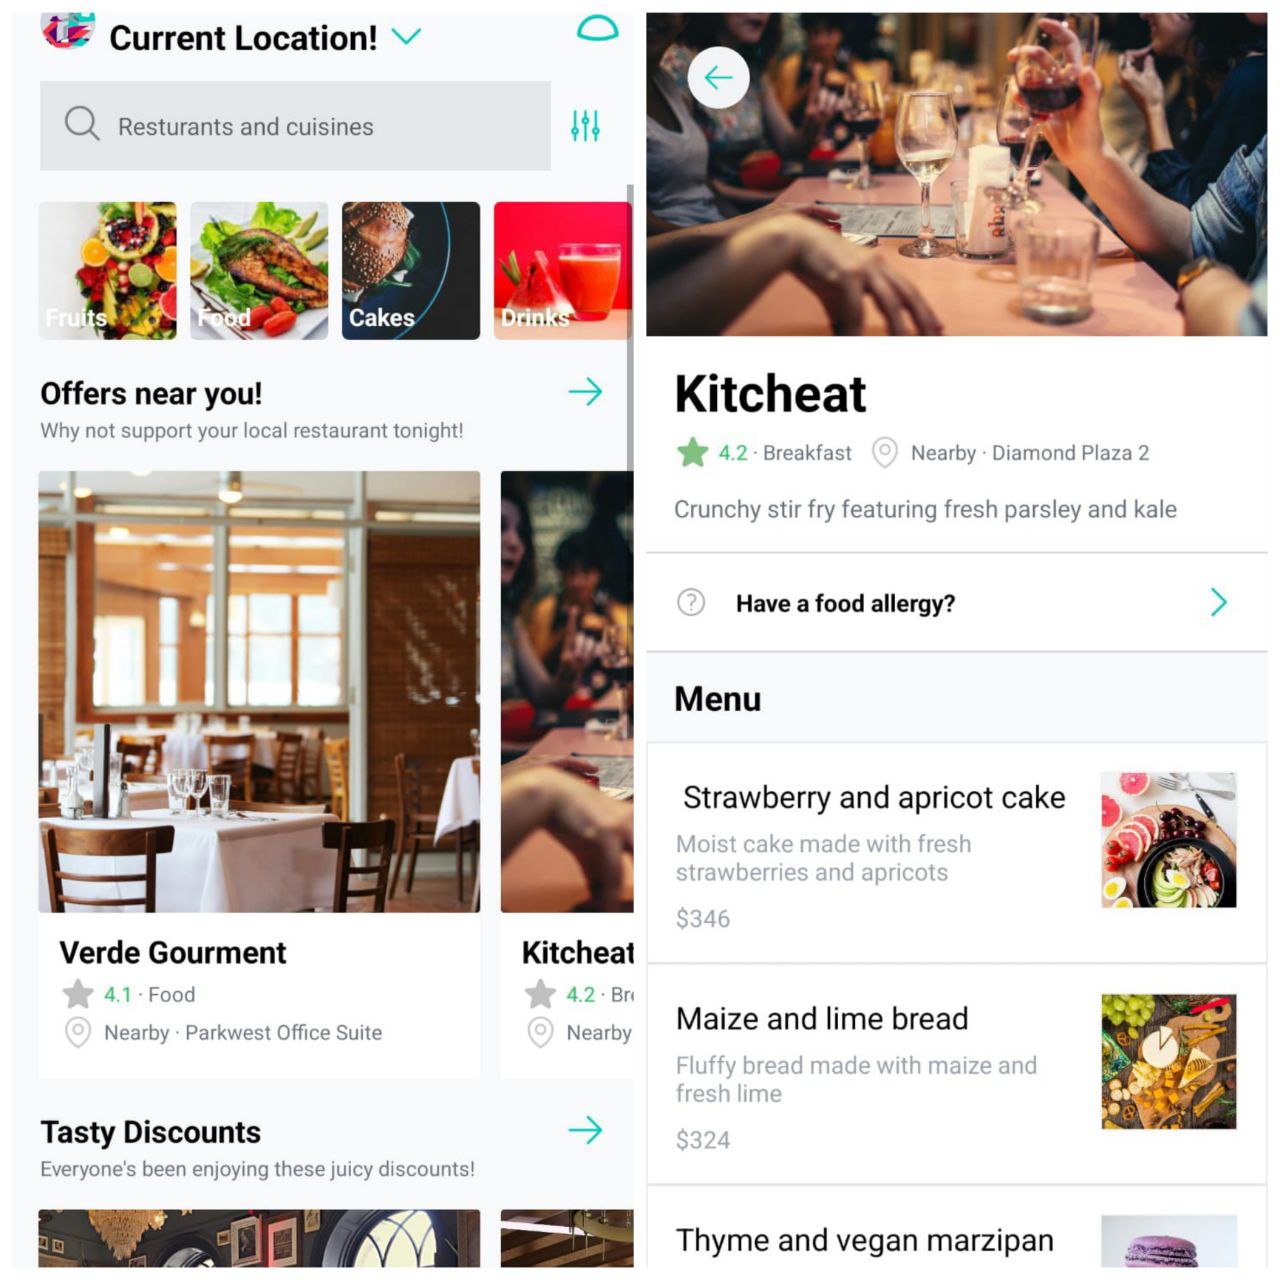 Current Location!
Resturants and cuisines
Fruits
Food
Cakes
Drinks
Offers near you!
Why not support your local restaurant tonight!
Verde Gourment
4.1 · Food
Nearby · Parkwest Office Suite
Kitcheat
4.2 · Bre
Nearby
Tasty Discounts
Everyone's been enjoying these juicy discounts!
Kitcheat
4.2 · Breakfast
Nearby · Diamond Plaza 2
Crunchy stir fry featuring fresh parsley and kale
Have a food allergy?
Menu
Strawberry and apricot cake
Moist cake made with fresh
strawberries and apricots
$346
Maize and lime bread
Fluffy bread made with maize and
fresh lime
$324
Thyme and vegan marzipan